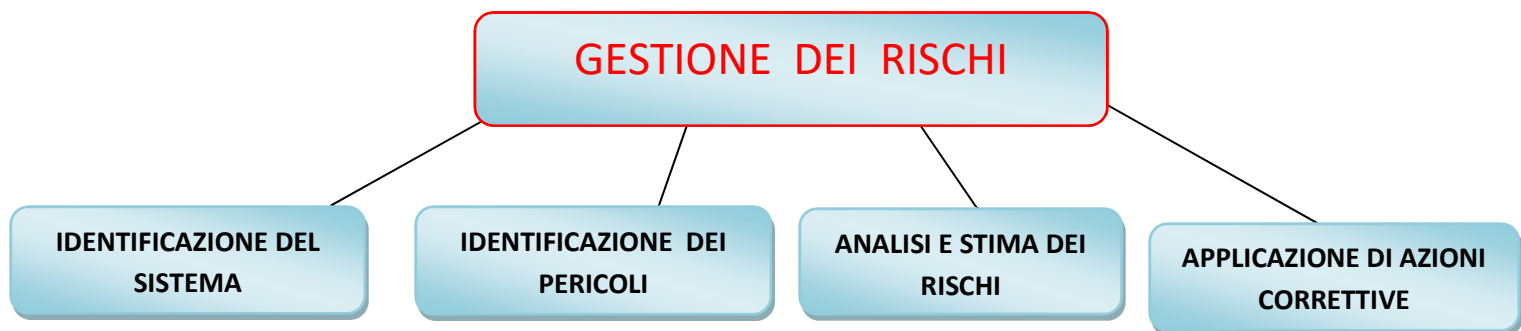 GESTIONE DEI RISCHI
IDENTIFICAZIONE DEL
SISTEMA
IDENTIFICAZIONE DEI
PERICOLI
ANALISI E STIMA DEI
RISCHI
APPLICAZIONE DI AZIONI
CORRETTIVE